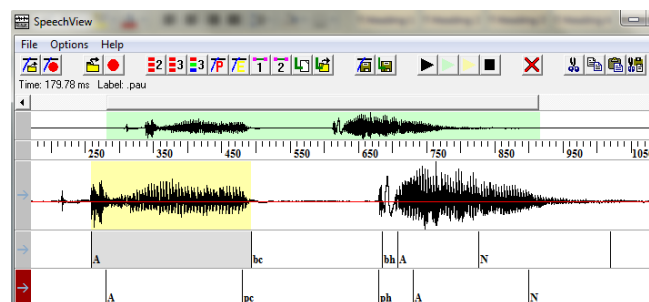 SpeechView
File Options Help
2 3 3 P E 1 2
Time: 179.78 ms Label: .pau
250 350 450 550 650 750 850 950 105
A bc bh A N
A pc ph A N